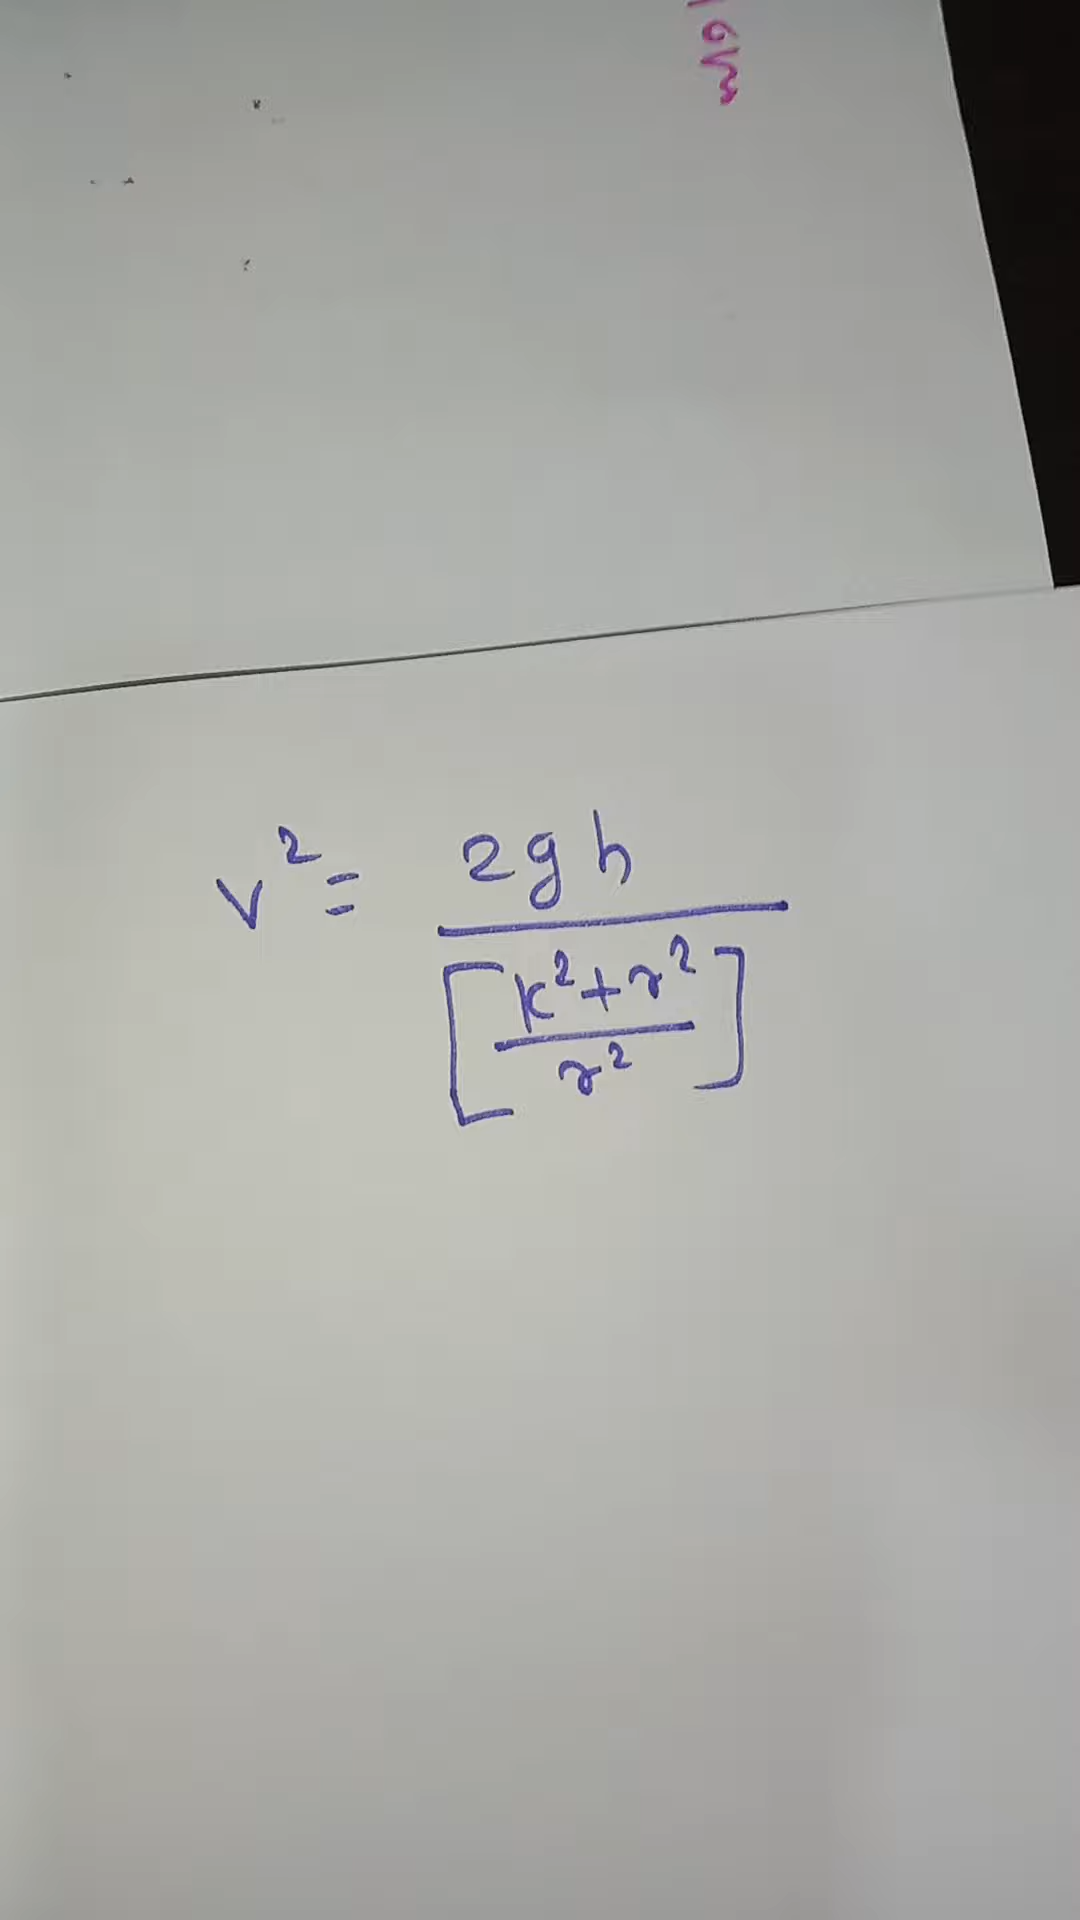 v² = 2gh
[k²+r²]
r²